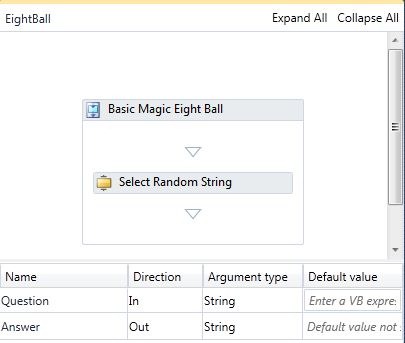 EightBall Expand All Collapse All
Basic Magic Eight Ball
Select Random String
Name Direction Argument type Default value
Question In String Enter a VB expre
Answer Out String Default value not